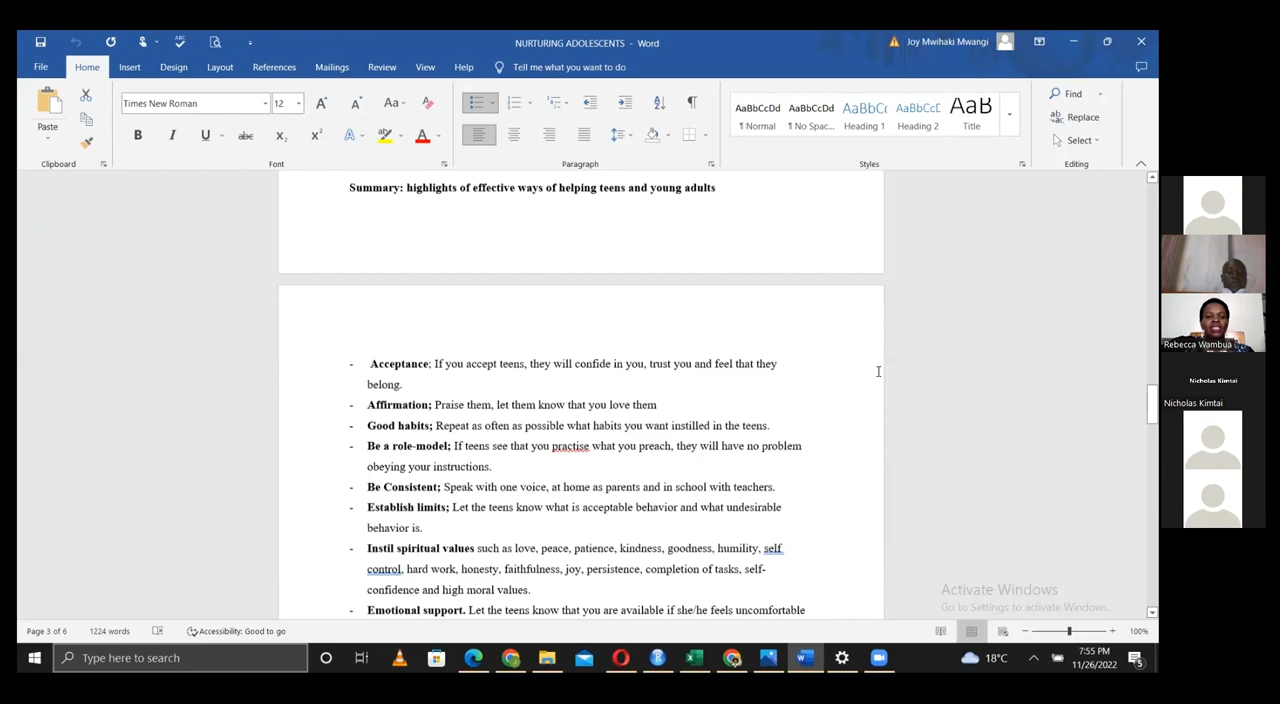 NURTURING ADOLESCENTS - Word
Joy Mwihaki Mwangi
File Home Insert Design Layout References Mailings Review View Help Tell me what you want to do
Paste
Clipboard
Times New Roman 12
Font
Paragraph
AaBbCcDd AaBbCcDd AaBbCc AaBbCcD AaB
¶ Normal ¶ No Spac... Heading 1 Heading 2 Title
Styles
Find
Replace
Select
Editing
Summary: highlights of effective ways of helping teens and young adults
- Acceptance; If you accept teens, they will confide in you, trust you and feel that they
belong.
- Affirmation; Praise them, let them know that you love them
- Good habits; Repeat as often as possible what habits you want instilled in the teens.
- Be a role-model; If teens see that you practise what you preach, they will have no problem
obeying your instructions.
- Be Consistent; Speak with one voice, at home as parents and in school with teachers.
- Establish limits; Let the teens know what is acceptable behavior and what undesirable
behavior is.
- Instil spiritual values such as love, peace, patience, kindness, goodness, humility, self
control, hard work, honesty, faithfulness, joy, persistence, completion of tasks, self-
confidence and high moral values.
- Emotional support. Let the teens know that you are available if she/he feels uncomfortable
Rebecca Wambua
Nicholas Kimtai
Nicholas Kimtai
Activate Windows
Go to Settings to activate Windows.
Page 3 of 6 1224 words Accessibility: Good to go 100%
Type here to search
18°C
7:55 PM
11/26/2022
5